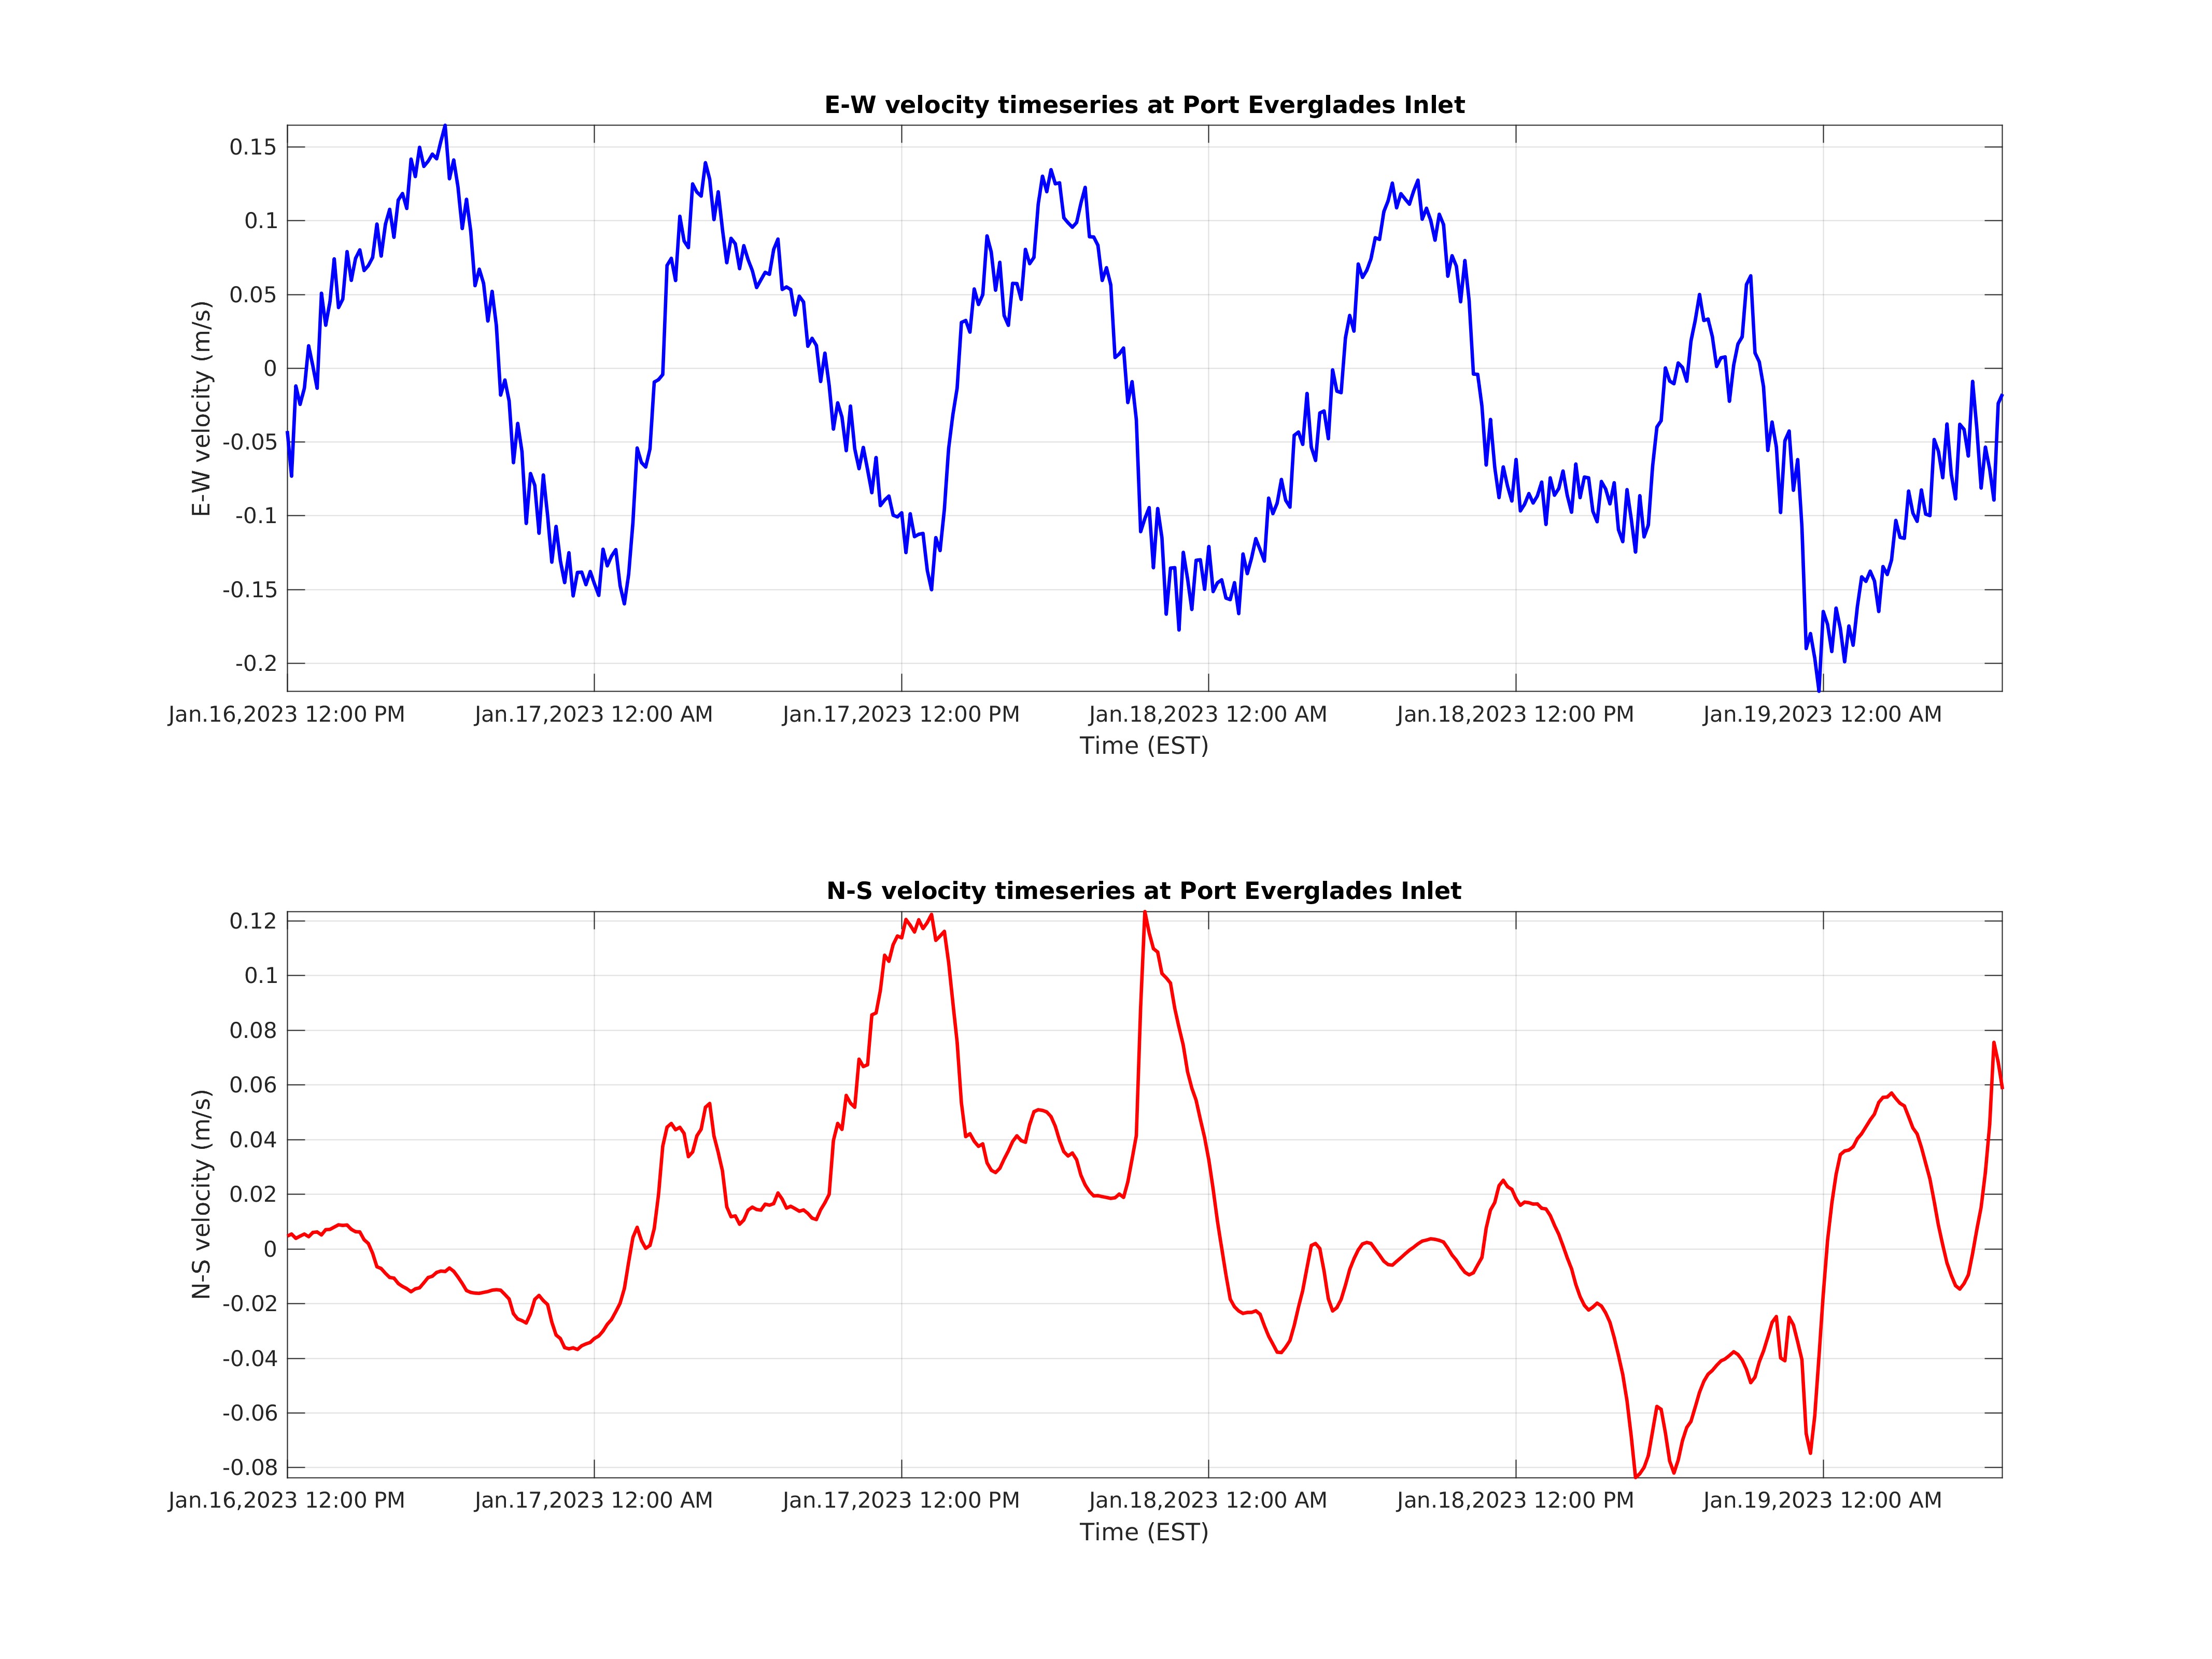 E-W velocity timeseries at Port Everglades Inlet
E-W velocity (m/s)
0.15
0.1
0.05
0
-0.05
-0.1
-0.15
-0.2
Jan.16,2023 12:00 PM Jan.17,2023 12:00 AM Jan.17,2023 12:00 PM Jan.18,2023 12:00 AM Jan.18,2023 12:00 PM Jan.19,2023 12:00 AM
Time (EST)
N-S velocity timeseries at Port Everglades Inlet
N-S velocity (m/s)
0.12
0.1
0.08
0.06
0.04
0.02
0
-0.02
-0.04
-0.06
-0.08
Jan.16,2023 12:00 PM Jan.17,2023 12:00 AM Jan.17,2023 12:00 PM Jan.18,2023 12:00 AM Jan.18,2023 12:00 PM Jan.19,2023 12:00 AM
Time (EST)